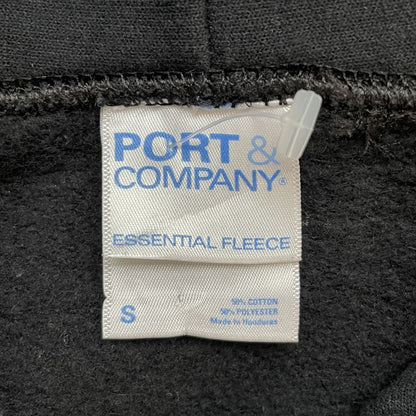 PORT &
COMPANY®
ESSENTIAL FLEECE
S
50% COTTON
50% POLYESTER
Made in Honduras